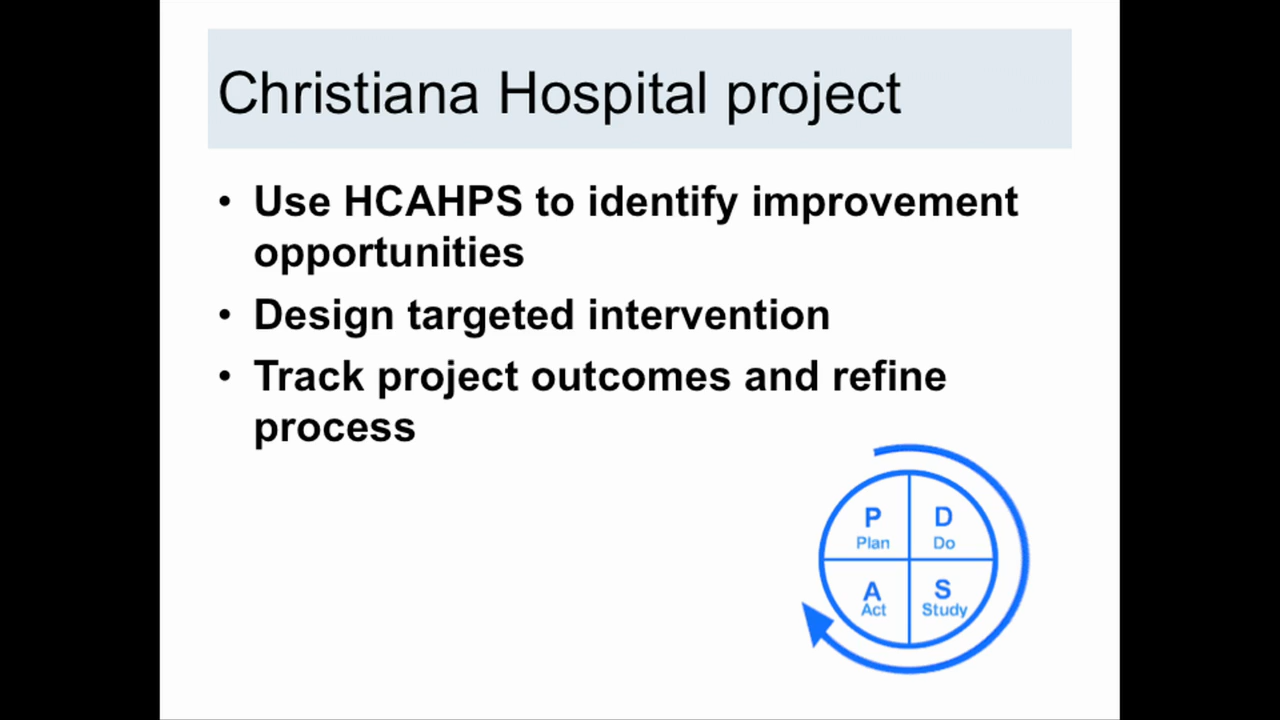 Christiana Hospital project
• Use HCAHPS to identify improvement
opportunities
• Design targeted intervention
• Track project outcomes and refine
process
P
Plan
D
Do
A
Act
S
Study